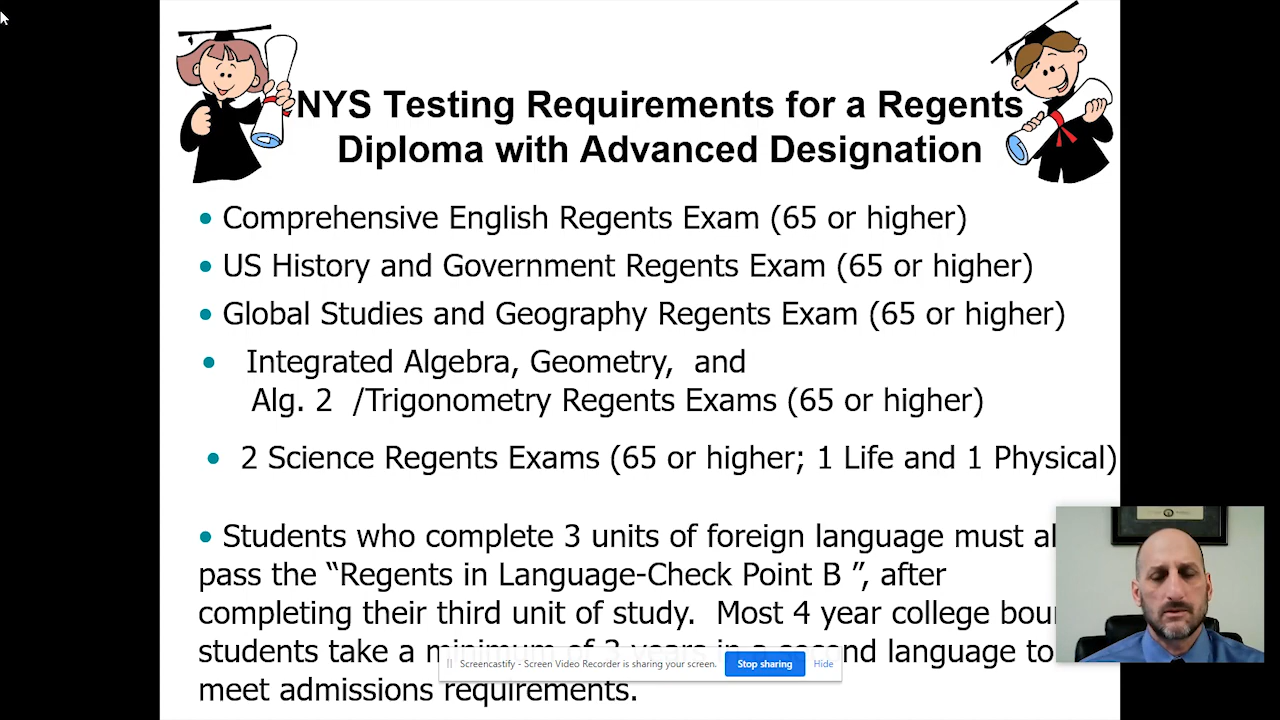 NYS Testing Requirements for a Regents
Diploma with Advanced Designation
• Comprehensive English Regents Exam (65 or higher)
• US History and Government Regents Exam (65 or higher)
• Global Studies and Geography Regents Exam (65 or higher)
• Integrated Algebra, Geometry, and
Alg. 2 /Trigonometry Regents Exams (65 or higher)
• 2 Science Regents Exams (65 or higher; 1 Life and 1 Physical)
• Students who complete 3 units of foreign language must
pass the “Regents in Language-Check Point B ”, after
completing their third unit of study. Most 4 year college
students take a language to
meet admissions requirements.
Screencastify - Screen Video Recorder is sharing your screen. Stop sharing Hide